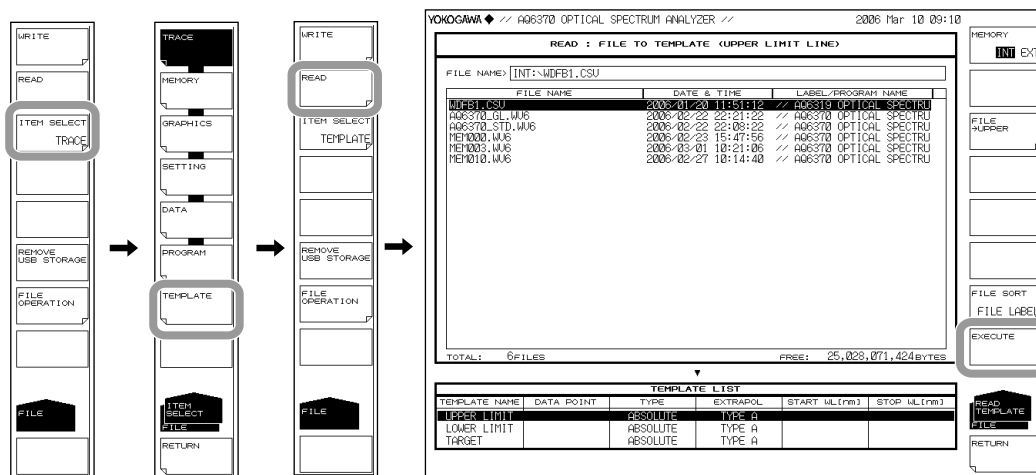 WRITE
READ
ITEM SELECT
TRACE
REMOVE
USB STORAGE
FILE
OPERATION
FILE
TRACE
MEMORY
GRAPHICS
SETTING
DATA
PROGRAM
TEMPLATE
ITEM
SELECT
FILE
RETURN
WRITE
READ
ITEM SELECT
TEMPLATE
REMOVE
USB STORAGE
FILE
OPERATION
FILE
YOKOGAWA ◆ // AQ6370 OPTICAL SPECTRUM ANALYZER // 2006 Mar 10 09:10
READ : FILE TO TEMPLATE (UPPER LIMIT LINE)
FILE NAME> INT:\WDFB1.CSV
FILE NAME DATE & TIME LABEL/PROGRAM NAME
WDFB1.CSV 2006/01/20 11:51:12 // AQ6319 OPTICAL SPECTRU
AQ6370_GL.WV6 2006/02/22 22:21:22 // AQ6370 OPTICAL SPECTRU
AQ6370_STD.WV6 2006/02/22 22:08:22 // AQ6370 OPTICAL SPECTRU
MEM000.WV6 2006/02/23 15:47:56 // AQ6370 OPTICAL SPECTRU
MEM003.WV6 2006/03/01 10:21:06 // AQ6370 OPTICAL SPECTRU
MEM010.WV6 2006/02/27 10:14:40 // AQ6370 OPTICAL SPECTRU
TOTAL: 6FILES FREE: 25,028,071,424BYTES
TEMPLATE LIST
TEMPLATE NAME DATA POINT TYPE EXTRAPOL START WL[nm] STOP WL[nm]
UPPER LIMIT ABSOLUTE TYPE A
LOWER LIMIT ABSOLUTE TYPE A
TARGET ABSOLUTE TYPE A
MEMORY
INT EXT
FILE
→UPPER
FILE SORT
FILE LABEL
EXECUTE
READ
TEMPLATE
FILE
RETURN